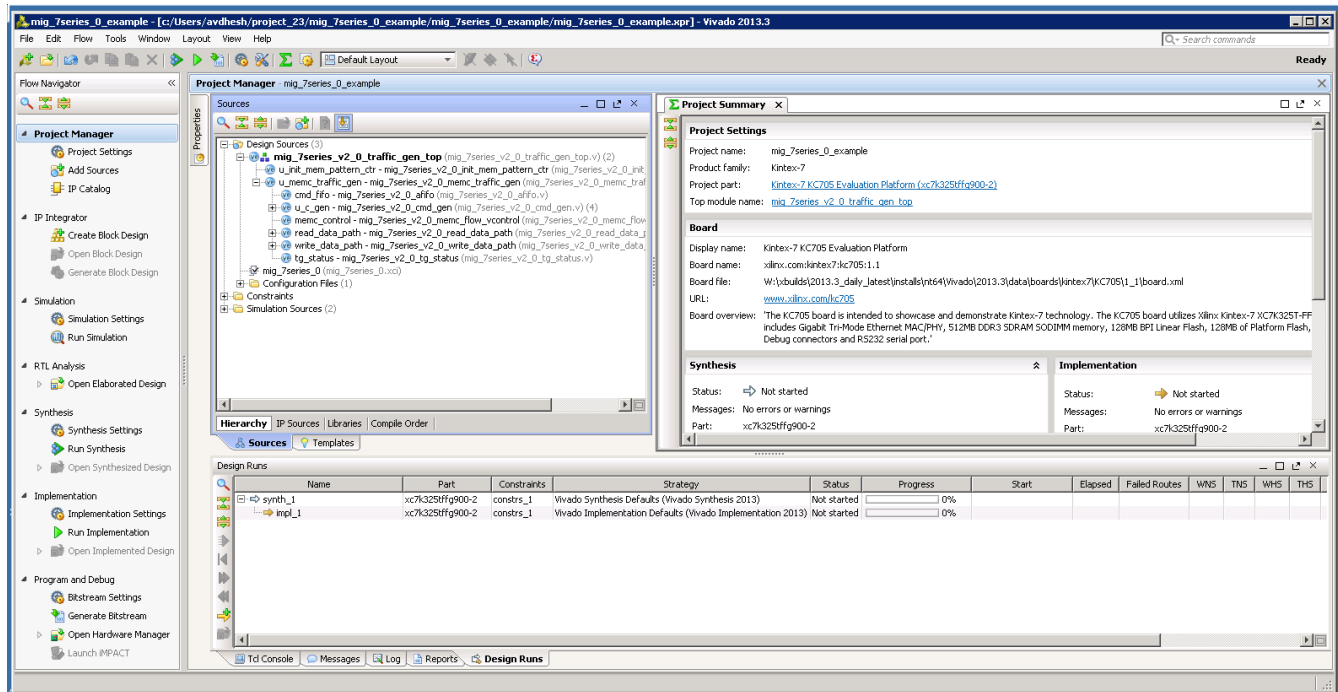 mig_7series_0_example - [c:/Users/avdhesh/project_23/mig_7series_0_example/mig_7series_0_example/mig_7series_0_example.xpr] - Vivado 2013.3
File Edit Flow Tools Window Layout View Help
Q- Search commands
Default Layout
Ready
Flow Navigator
Project Manager - mig_7series_0_example
Properties
Project Manager
Project Settings
Add Sources
IP Catalog
IP Integrator
Create Block Design
Open Block Design
Generate Block Design
Simulation
Simulation Settings
Run Simulation
RTL Analysis
Open Elaborated Design
Synthesis
Synthesis Settings
Run Synthesis
Open Synthesized Design
Implementation
Implementation Settings
Run Implementation
Open Implemented Design
Program and Debug
Bitstream Settings
Generate Bitstream
Open Hardware Manager
Launch iMPACT
Sources
Design Sources (3)
mig_7series_v2_0_traffic_gen_top (mig_7series_v2_0_traffic_gen_top.v) (2)
u_init_mem_pattern_ctr - mig_7series_v2_0_init_mem_pattern_ctr (mig_7series_v2_0_init
u_memc_traffic_gen - mig_7series_v2_0_memc_traffic_gen (mig_7series_v2_0_memc_traf
cmd_fifo - mig_7series_v2_0_afifo (mig_7series_v2_0_afifo.v)
u_c_gen - mig_7series_v2_0_cmd_gen (mig_7series_v2_0_cmd_gen.v) (4)
memc_control - mig_7series_v2_0_memc_flow_vcontrol (mig_7series_v2_0_memc_flow
read_data_path - mig_7series_v2_0_read_data_path (mig_7series_v2_0_read_data_p
write_data_path - mig_7series_v2_0_write_data_path (mig_7series_v2_0_write_data_
tg_status - mig_7series_v2_0_tg_status (mig_7series_v2_0_tg_status.v)
mig_7series_0 (mig_7series_0.xci)
Configuration Files (1)
Constraints
Simulation Sources (2)
Hierarchy IP Sources Libraries Compile Order
Sources Templates
Project Summary
Project Settings
Project name: mig_7series_0_example
Product family: Kintex-7
Project part: Kintex-7 KC705 Evaluation Platform (xc7k325tffg900-2)
Top module name: mig_7series_v2_0_traffic_gen_top
Board
Display name: Kintex-7 KC705 Evaluation Platform
Board name: xilinx.com:kintex7:kc705:1.1
Board file: W:\xbuilds\2013.3_daily_latest\installs\nt64\Vivado\2013.3\data\boards\kintex7\KC705\1_1\board.xml
URL: www.xilinx.com/kc705
Board overview: 'The KC705 board is intended to showcase and demonstrate Kintex-7 technology. The KC705 board utilizes Xilinx Kintex-7 XC7K325T-FF
includes Gigabit Tri-Mode Ethernet MAC/PHY, 512MB DDR3 SDRAM SODIMM memory, 128MB BPI Linear Flash, 128MB of Platform Flash,
Debug connectors and RS232 serial port.'
Synthesis
Status: Not started
Messages: No errors or warnings
Part: xc7k325tffg900-2
Implementation
Status: Not started
Messages: No errors or warnings
Part: xc7k325tffg900-2
Design Runs
Name Part Constraints Strategy Status Progress Start Elapsed Failed Routes WNS TNS WHS THS
synth_1 xc7k325tffg900-2 constrs_1 Vivado Synthesis Defaults (Vivado Synthesis 2013) Not started 0%
impl_1 xc7k325tffg900-2 constrs_1 Vivado Implementation Defaults (Vivado Implementation 2013) Not started 0%
Tcl Console Messages Log Reports Design Runs